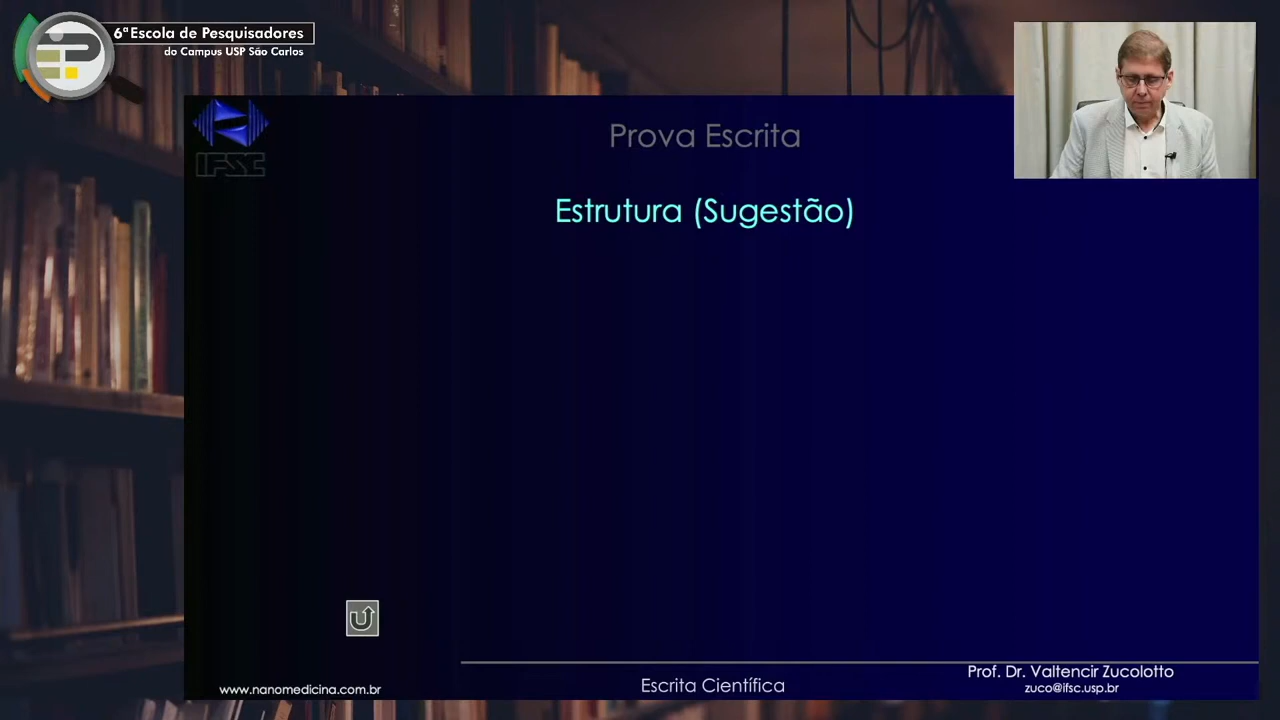 6ª Escola de Pesquisadores
do Campus USP São Carlos
IFSC
Prova Escrita
Estrutura (Sugestão)
www.nanomedicina.com.br
Escrita Científica
Prof. Dr. Valtencir Zucolotto
zuco@ifsc.usp.br